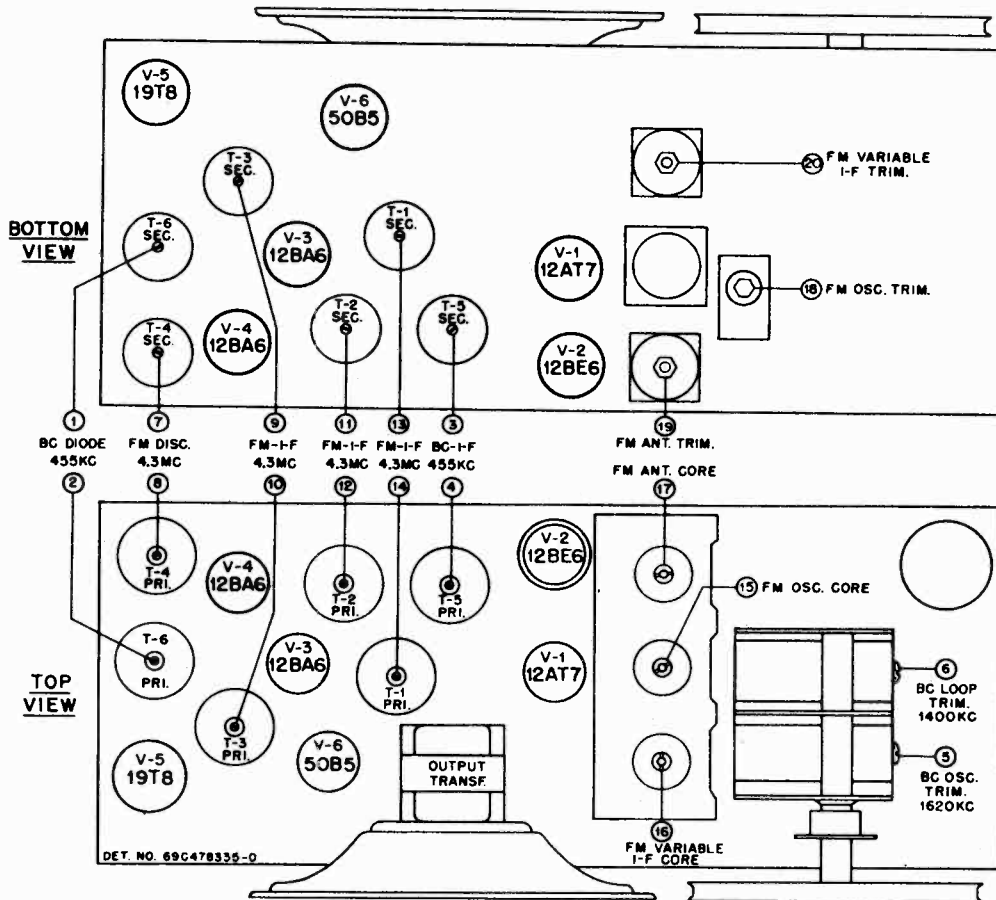 V-5
19T8
V-6
50B5
T-3
SEC.
20 FM VARIABLE
I-F TRIM.
BOTTOM
VIEW
T-6
SEC.
V-3
12BA6
T-1
SEC.
V-1
12AT7
18 FM OSC. TRIM.
T-4
SEC.
V-4
12BA6
T-2
SEC.
T-5
SEC.
V-2
12BE6
1
BC DIODE
455KC
2
7
FM DISC.
4.3MC
8
9
FM-I-F
4.3MC
10
11
FM-I-F
4.3MC
12
13
FM-I-F
4.3MC
14
3
BC-I-F
455KC
4
19
FM ANT. TRIM.
FM ANT. CORE
17
T-4
PRI.
V-4
12BA6
T-2
PRI.
T-5
PRI.
V-2
12BE6
15 FM OSC. CORE
TOP
VIEW
T-6
PRI.
V-3
12BA6
T-1
PRI.
V-1
12AT7
6
BC LOOP
TRIM.
1400KC
T-3
PRI.
V-5
19T8
V-6
50B5
OUTPUT
TRANSF.
5
BC OSC.
TRIM.
1620KC
16
FM VARIABLE
I-F CORE
DET. NO. 69C478335-0